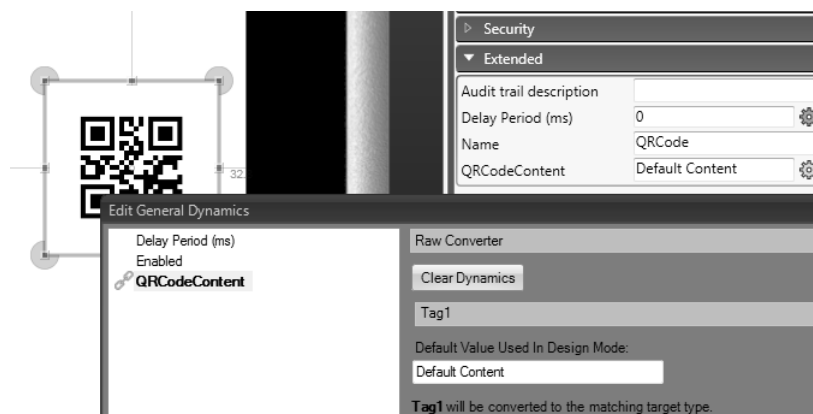 Security
Extended
Audit trail description
Delay Period (ms) 0
Name QRCode
QRCodeContent Default Content
32.
Edit General Dynamics
Delay Period (ms)
Enabled
QRCodeContent
Raw Converter
Clear Dynamics
Tag1
Default Value Used In Design Mode:
Default Content
Tag1 will be converted to the matching target type.